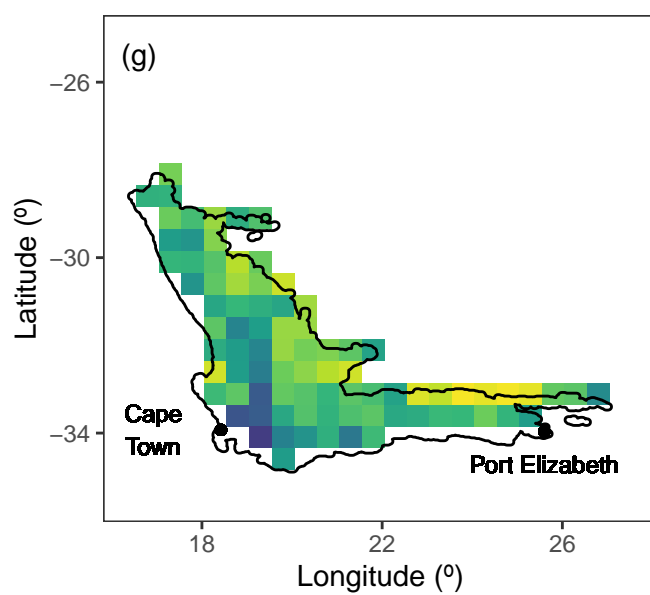 (g)
−26
−30
−34
Latitude (º)
Cape
Town
Port Elizabeth
18
22
26
Longitude (º)